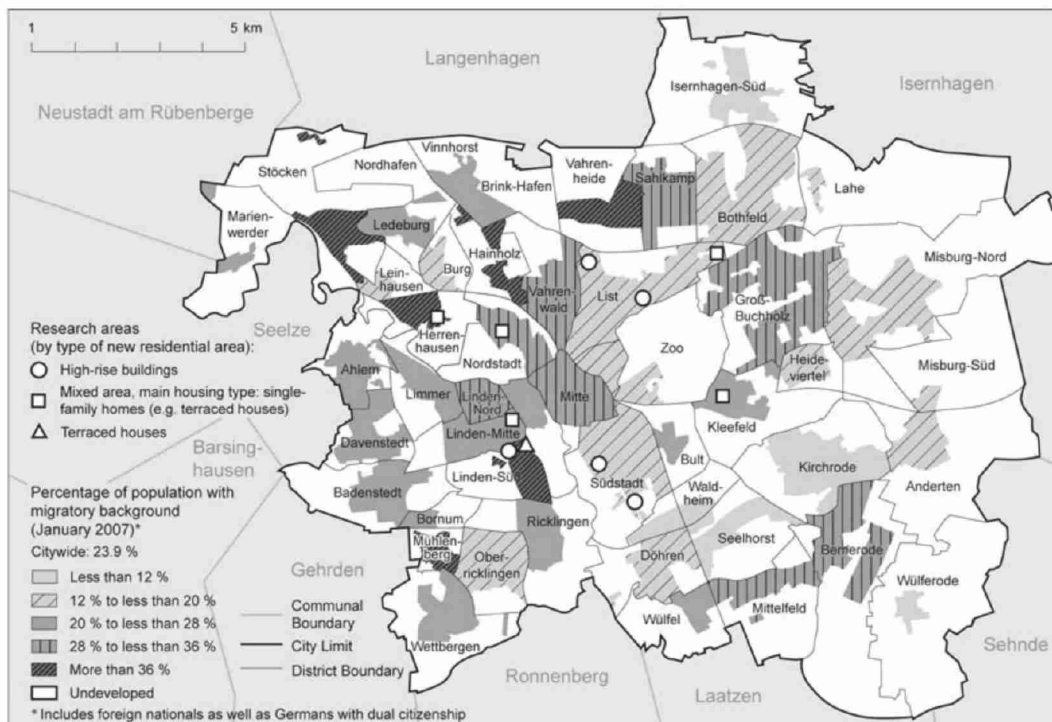 1
5 km
Langenhagen
Isernhagen
Neustadt am Rübenberge
Isernhagen-Süd
Stöcken
Nordhafen
Vinnhorst
Brink-Hafen
Vahren-
heide
Sahlkamp
Lahe
Bothfeld
Marien-
werder
Ledeburg
Hainholz
Burg
Lein-
hausen
Misburg-Nord
Vahren-
wald
List
Groß-
Buchholz
Seelze
Herren-
hausen
Nordstadt
Zoo
Heide-
viertel
Misburg-Süd
Ahlem
Limmer
Linden-
Nord
Mitte
Kleefeld
Linden-Mitte
Davenstedt
Barsing-
hausen
Linden-Süd
Bult
Kirchrode
Südstadt
Wald-
heim
Anderten
Badenstedt
Bornum
Ricklingen
Mühlen-
berg
Ober-
ricklingen
Döhren
Seelhorst
Bemerode
Gehrden
Wülferode
Wülfel
Mittelfeld
Wettbergen
Sehnde
Ronnenberg
Laatzen
Research areas
(by type of new residential area):
High-rise buildings
Mixed area, main housing type: single-
family homes (e.g. terraced houses)
Terraced houses
Percentage of population with
migratory background
(January 2007)*
Citywide: 23.9 %
Less than 12 %
12 % to less than 20 %
20 % to less than 28 %
28 % to less than 36 %
More than 36 %
Undeveloped
Communal
Boundary
City Limit
District Boundary
* Includes foreign nationals as well as Germans with dual citizenship